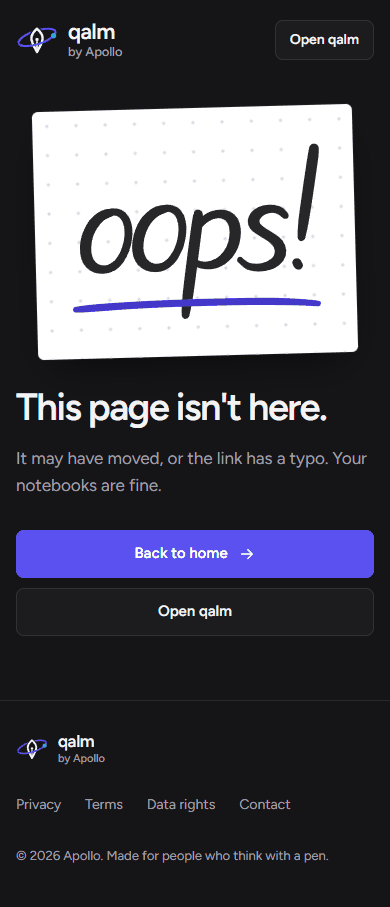 qalm
by Apollo
Open qalm
oops!
This page isn't here.
It may have moved, or the link has a typo. Your
notebooks are fine.
Back to home →
Open qalm
qalm
by Apollo
Privacy Terms Data rights Contact
© 2026 Apollo. Made for people who think with a pen.